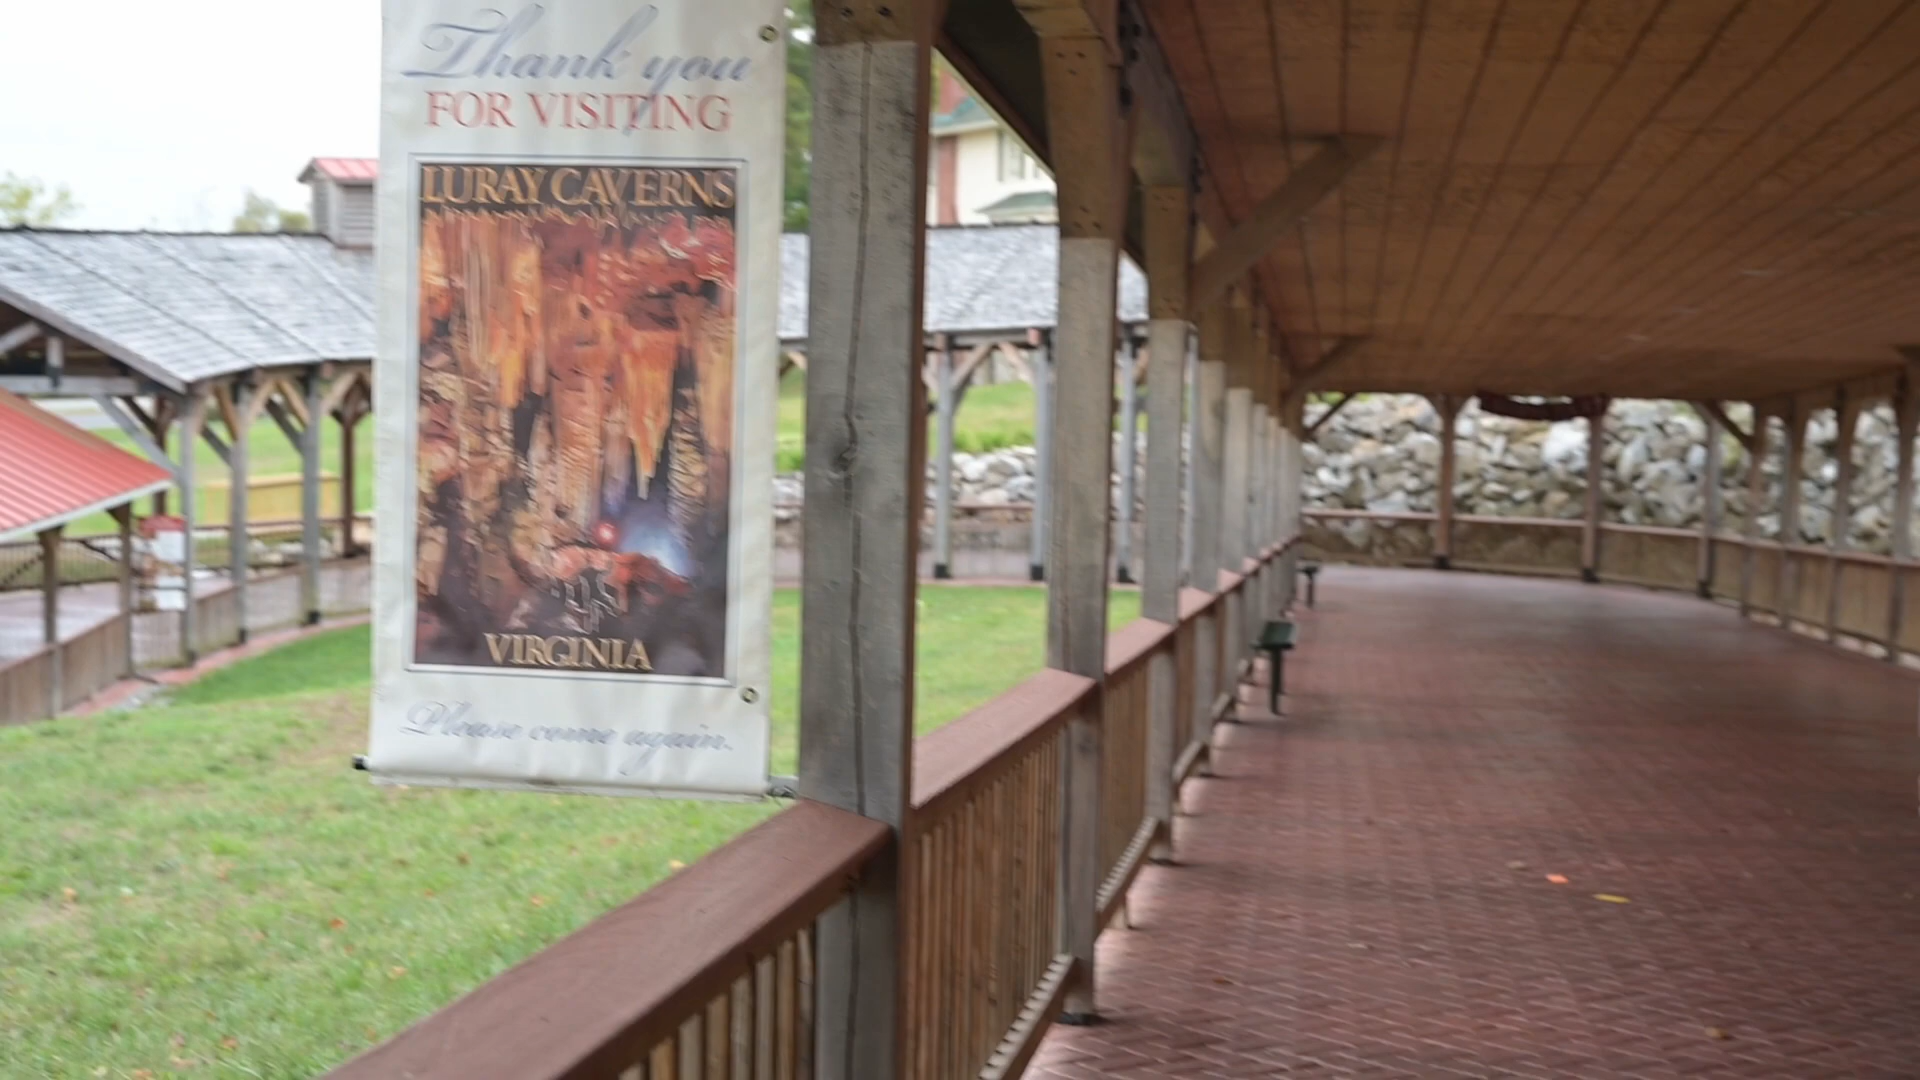 Thank you
FOR VISITING
LURAY CAVERNS
VIRGINIA
Please come again.